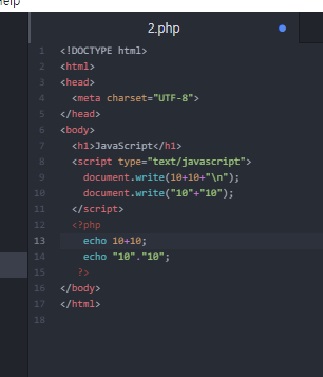 Help
2.php
1 <!DOCTYPE html>
2 <html>
3 <head>
4 <meta charset="UTF-8">
5 </head>
6 <body>
7 <h1>JavaScript</h1>
8 <script type="text/javascript">
9 document.write(10+10+"\n");
10 document.write("10"+"10");
11 </script>
12 <?php
13 echo 10+10;
14 echo "10"."10";
15 ?>
16 </body>
17 </html>
18